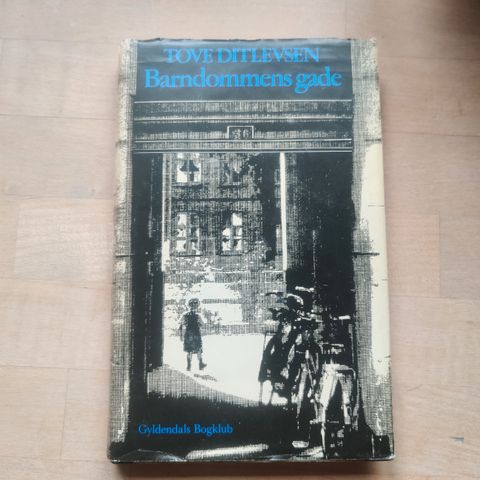 TOVE DITLEVSEN
Barndommens gade
Gyldendals Bogklub